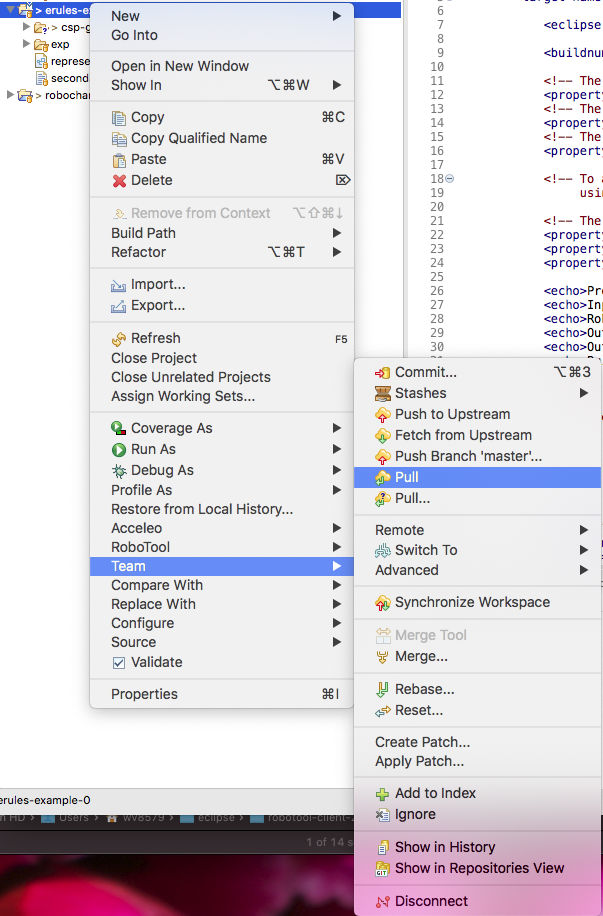 erules-ex
> csp-g
exp
represe
second
robochar
New
Go Into
Open in New Window
Show In ⌥⌘W
Copy ⌘C
Copy Qualified Name
Paste ⌘V
Delete ⌦
Remove from Context ⌥⇧⌘↓
Build Path
Refactor ⌥⌘T
Import...
Export...
Refresh F5
Close Project
Close Unrelated Projects
Assign Working Sets...
Coverage As
Run As
Debug As
Profile As
Restore from Local History...
Acceleo
RoboTool
Team
Compare With
Replace With
Configure
Source
Validate
Properties ⌘I
6
7 <eclipse
8
9 <buildnum
10
11 <!-- The
12 <property
13 <!-- The
14 <property
15 <!-- The
16 <property
17
18 <!-- To a
19 usin
20
21 <!-- The
22 <property
23 <property
24 <property
25
26 <echo>Pro
27 <echo>Inp
28 <echo>Rob
29 <echo>Out
30 <echo>Out
Commit... ⌥⌘3
Stashes
Push to Upstream
Fetch from Upstream
Push Branch 'master'...
Pull
Pull...
Remote
Switch To
Advanced
Synchronize Workspace
Merge Tool
Merge...
Rebase...
Reset...
Create Patch...
Apply Patch...
Add to Index
Ignore
Show in History
Show in Repositories View
Disconnect
erules-example-0
HD > Users > wv8579 > eclipse > robotool-client-
1 of 14 s